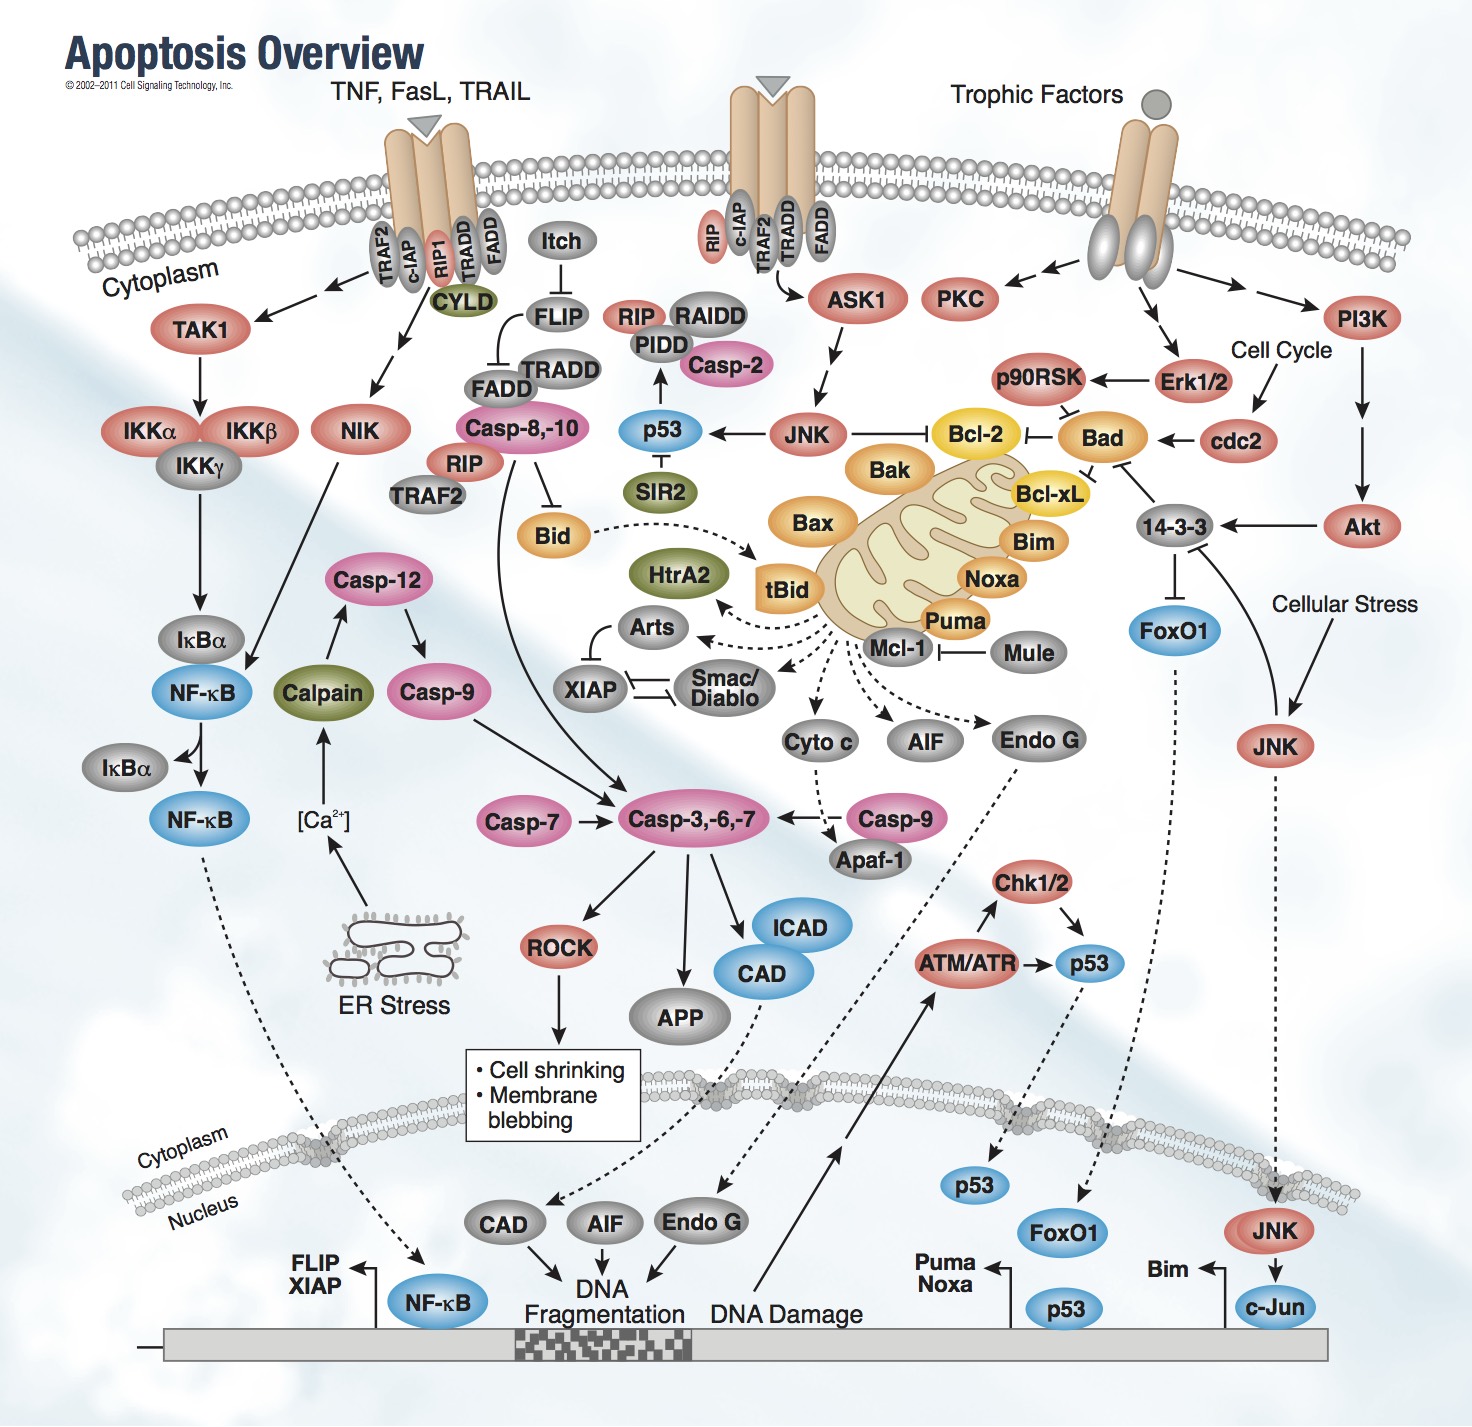 Apoptosis Overview
© 2002–2011 Cell Signaling Technology, Inc.
TNF, FasL, TRAIL
Trophic Factors
Cytoplasm
TRAF2
c-IAP
RIP1
TRADD
FADD
CYLD
Itch
FLIP
RIP
c-IAP
TRAF2
TRADD
FADD
TAK1
RIP
RAIDD
PIDD
Casp-2
ASK1
PKC
PI3K
Cell Cycle
TRADD
FADD
p90RSK
Erk1/2
IKKα
IKKβ
IKKγ
NIK
Casp-8,-10
RIP
TRAF2
p53
JNK
Bcl-2
Bad
cdc2
SIR2
Bak
Bcl-xL
Bid
Bax
Bim
14-3-3
Akt
Casp-12
HtrA2
tBid
Noxa
Cellular Stress
IκBα
Arts
Puma
FoxO1
Mcl-1
Mule
NF-κB
Calpain
Casp-9
XIAP
Smac/
Diablo
Cyto c
AIF
Endo G
JNK
IκBα
NF-κB
[Ca²⁺]
Casp-7
Casp-3,-6,-7
Casp-9
Apaf-1
Chk1/2
ICAD
CAD
ROCK
ATM/ATR
p53
ER Stress
APP
• Cell shrinking
• Membrane
blebbing
Cytoplasm
Nucleus
p53
CAD
AIF
Endo G
FoxO1
JNK
FLIP
XIAP
NF-κB
DNA
Fragmentation
DNA Damage
Puma
Noxa
p53
Bim
c-Jun